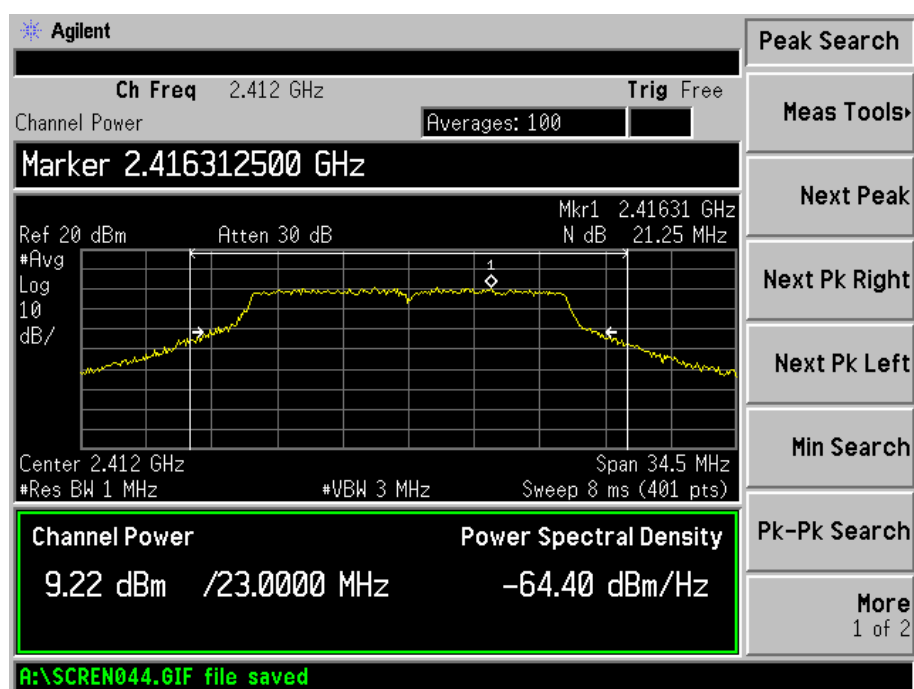 Agilent
Peak Search
Ch Freq 2.412 GHz Trig Free
Channel Power Averages: 100
Meas Tools
Marker 2.416312500 GHz
Next Peak
Mkr1 2.41631 GHz
Ref 20 dBm Atten 30 dB N dB 21.25 MHz
#Avg
Log
10
dB/
1
Next Pk Right
Next Pk Left
Center 2.412 GHz Span 34.5 MHz
#Res BW 1 MHz #VBW 3 MHz Sweep 8 ms (401 pts)
Min Search
Channel Power Power Spectral Density
9.22 dBm /23.0000 MHz -64.40 dBm/Hz
Pk-Pk Search
More
1 of 2
A:\SCREN044.GIF file saved